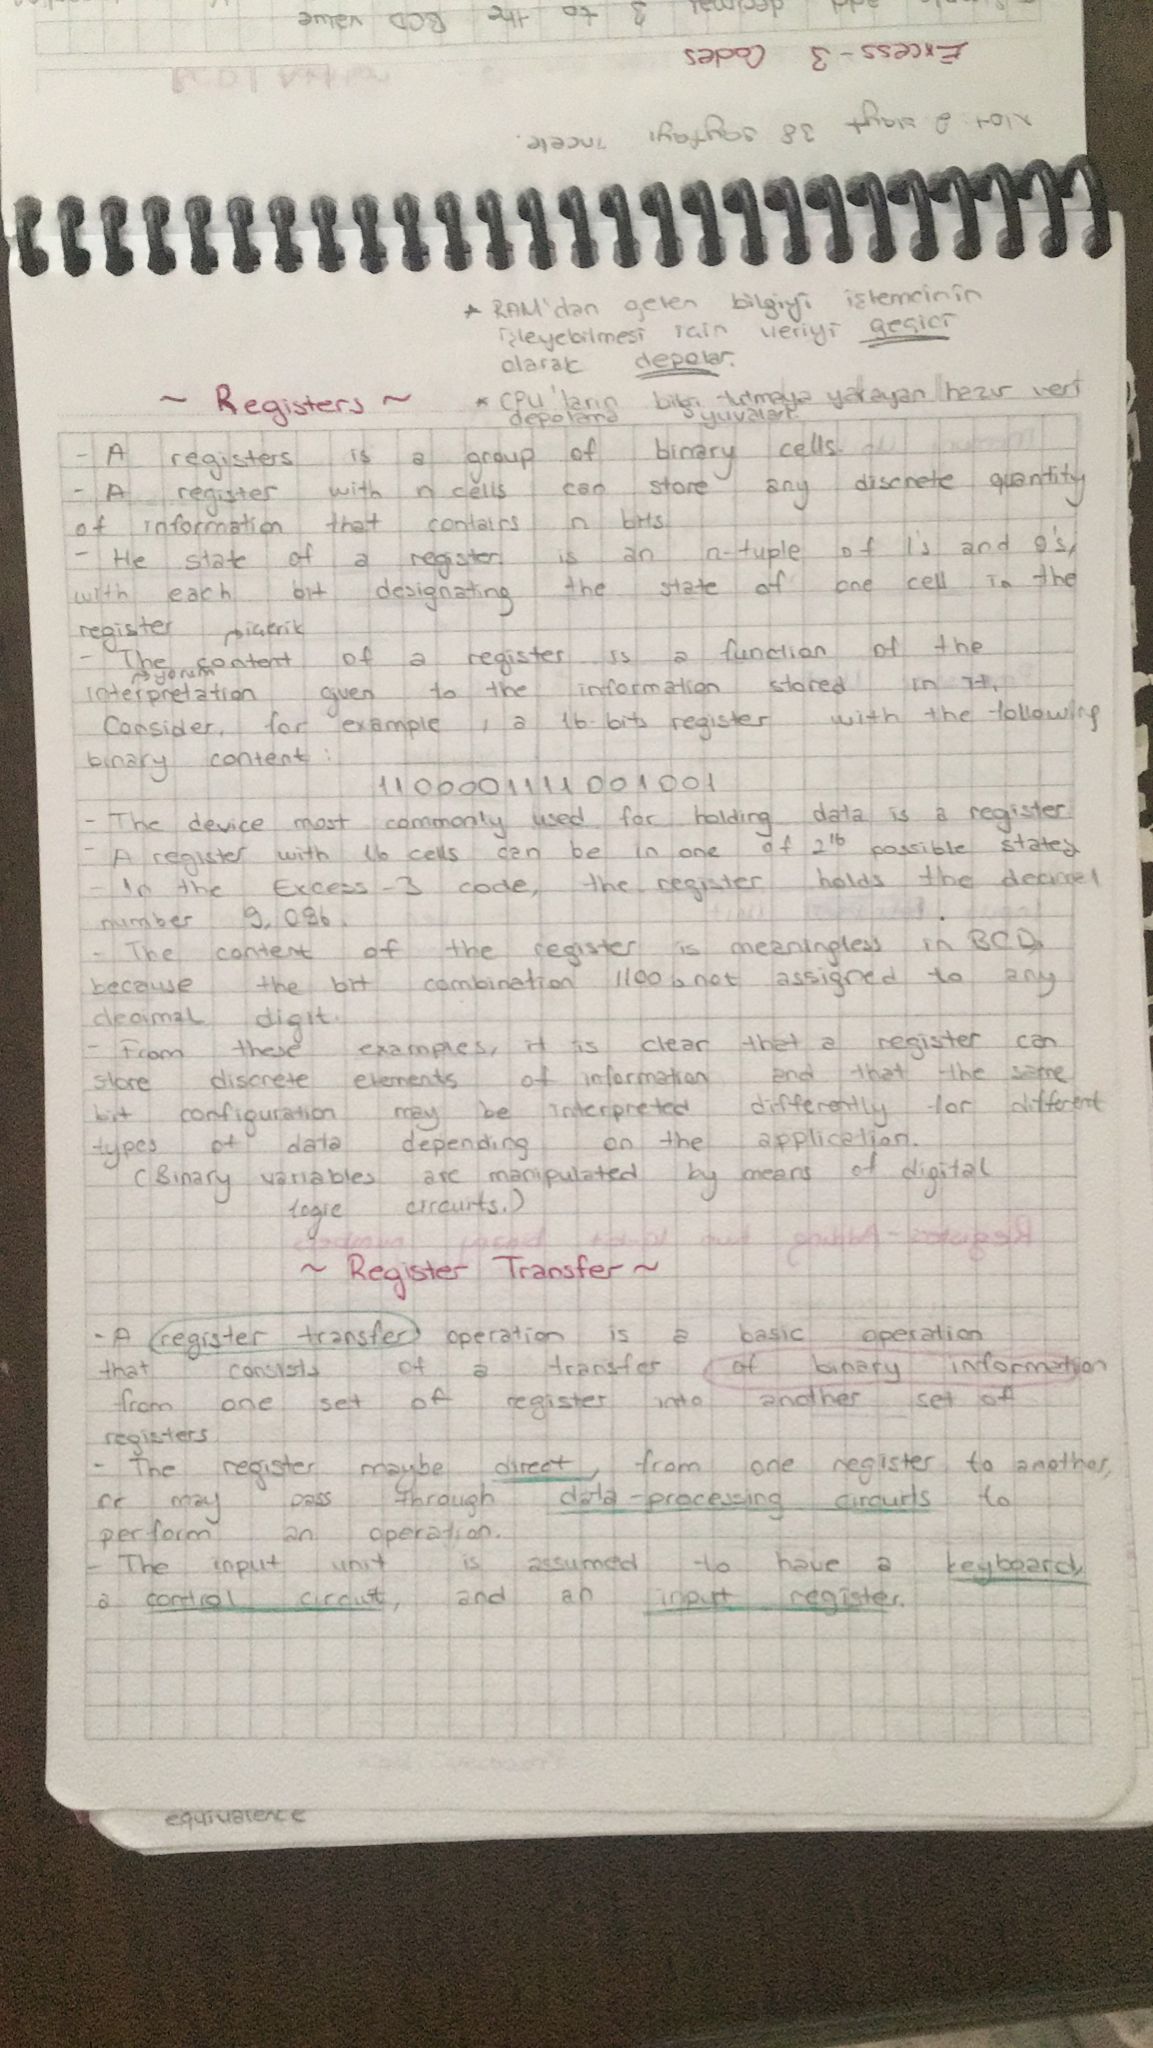 Simple add decimal 3 to the BCD value
Excess-3 Codes
Not: 2 slayt 38 sayfayı incele.
* RAM'dan gelen bilgiyi işlemcinin
işleyebilmesi için veriyi geçici
olarak depolar.
~ Registers ~
* CPU'ların bilgi tutmaya yarayan hazır veri
depolama yuvaları.
- A registers is a group of binary cells.
- A register with n cells can store any discrete quantity
of information that contains n bits
- He state of a register is an n-tuple of 1's and 0's,
with each bit designating the state of one cell in the
register
içerik
- The content of a register is a function of the
yorum
interpretation given to the information stored in it.
Consider, for example, a 16-bits register with the following
binary content:
1100001111001001
- The device most commonly used for holding data is a register
- A register with 16 cells can be in one of 2¹⁶ possible states
- In the Excess-3 code, the register holds the decimal
number 9,096.
- The content of the register is meaningless in BCD,
because the bit combination 1100 is not assigned to any
decimal digit.
- From these examples, it is clear that a register can
store discrete elements of information and that the same
bit configuration may be interpreted differently for different
types of data depending on the application.
(Binary variables are manipulated by means of digital
logic circuits.)
~ Register Transfer ~
- A register transfer operation is a basic operation
that consists of a transfer of binary information
from one set of register into another set of
registers
- The register maybe direct, from one register to another,
or may pass through data-processing circuits to
perform an operation.
- The input unit is assumed to have a keyboard,
a control circuit, and an input register.
equivalence